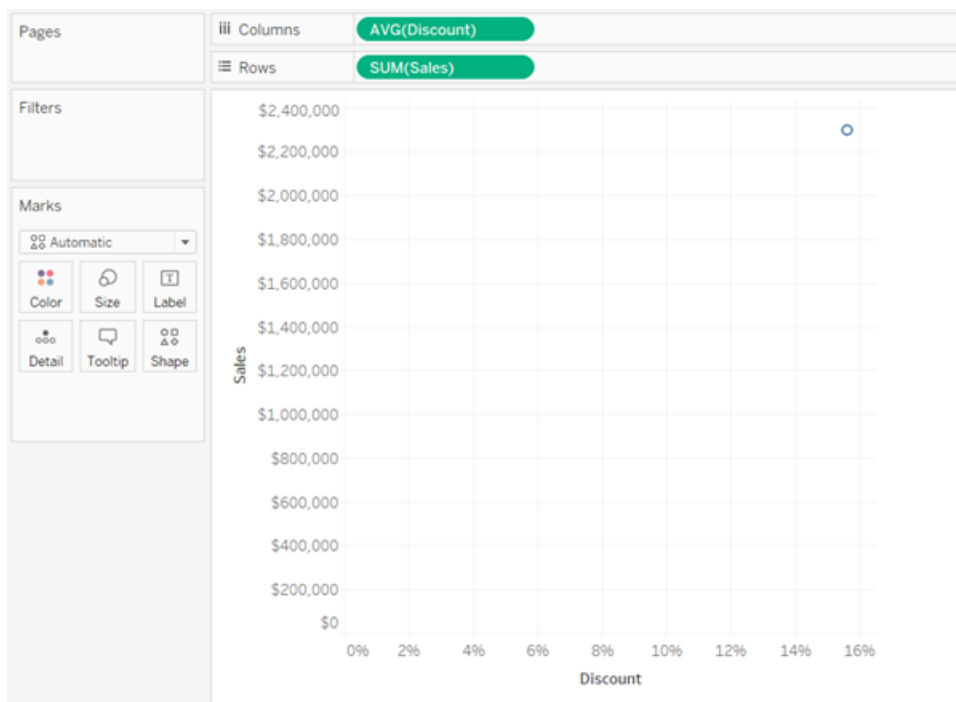 Pages
Columns
AVG(Discount)
Rows
SUM(Sales)
Filters
Marks
Automatic
Color
Size
Label
Detail
Tooltip
Shape
$2,400,000
$2,200,000
$2,000,000
$1,800,000
$1,600,000
$1,400,000
$1,200,000
$1,000,000
$800,000
$600,000
$400,000
$200,000
$0
Sales
0% 2% 4% 6% 8% 10% 12% 14% 16%
Discount